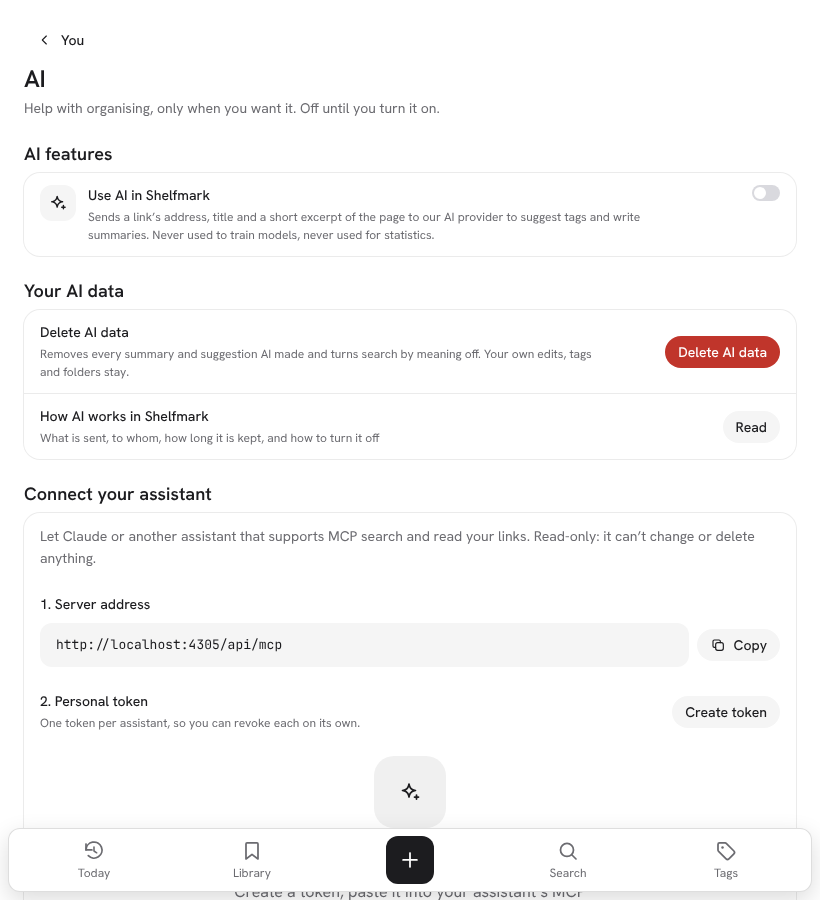 You
AI
Help with organising, only when you want it. Off until you turn it on.
AI features
Use AI in Shelfmark
Sends a link’s address, title and a short excerpt of the page to our AI provider to suggest tags and write
summaries. Never used to train models, never used for statistics.
Your AI data
Delete AI data
Removes every summary and suggestion AI made and turns search by meaning off. Your own edits, tags
and folders stay.
Delete AI data
How AI works in Shelfmark
What is sent, to whom, how long it is kept, and how to turn it off
Read
Connect your assistant
Let Claude or another assistant that supports MCP search and read your links. Read-only: it can’t change or delete
anything.
1. Server address
http://localhost:4305/api/mcp
Copy
2. Personal token
One token per assistant, so you can revoke each on its own.
Create token
Today
Library
Search
Tags
Create a token, paste it into your assistant’s MCP